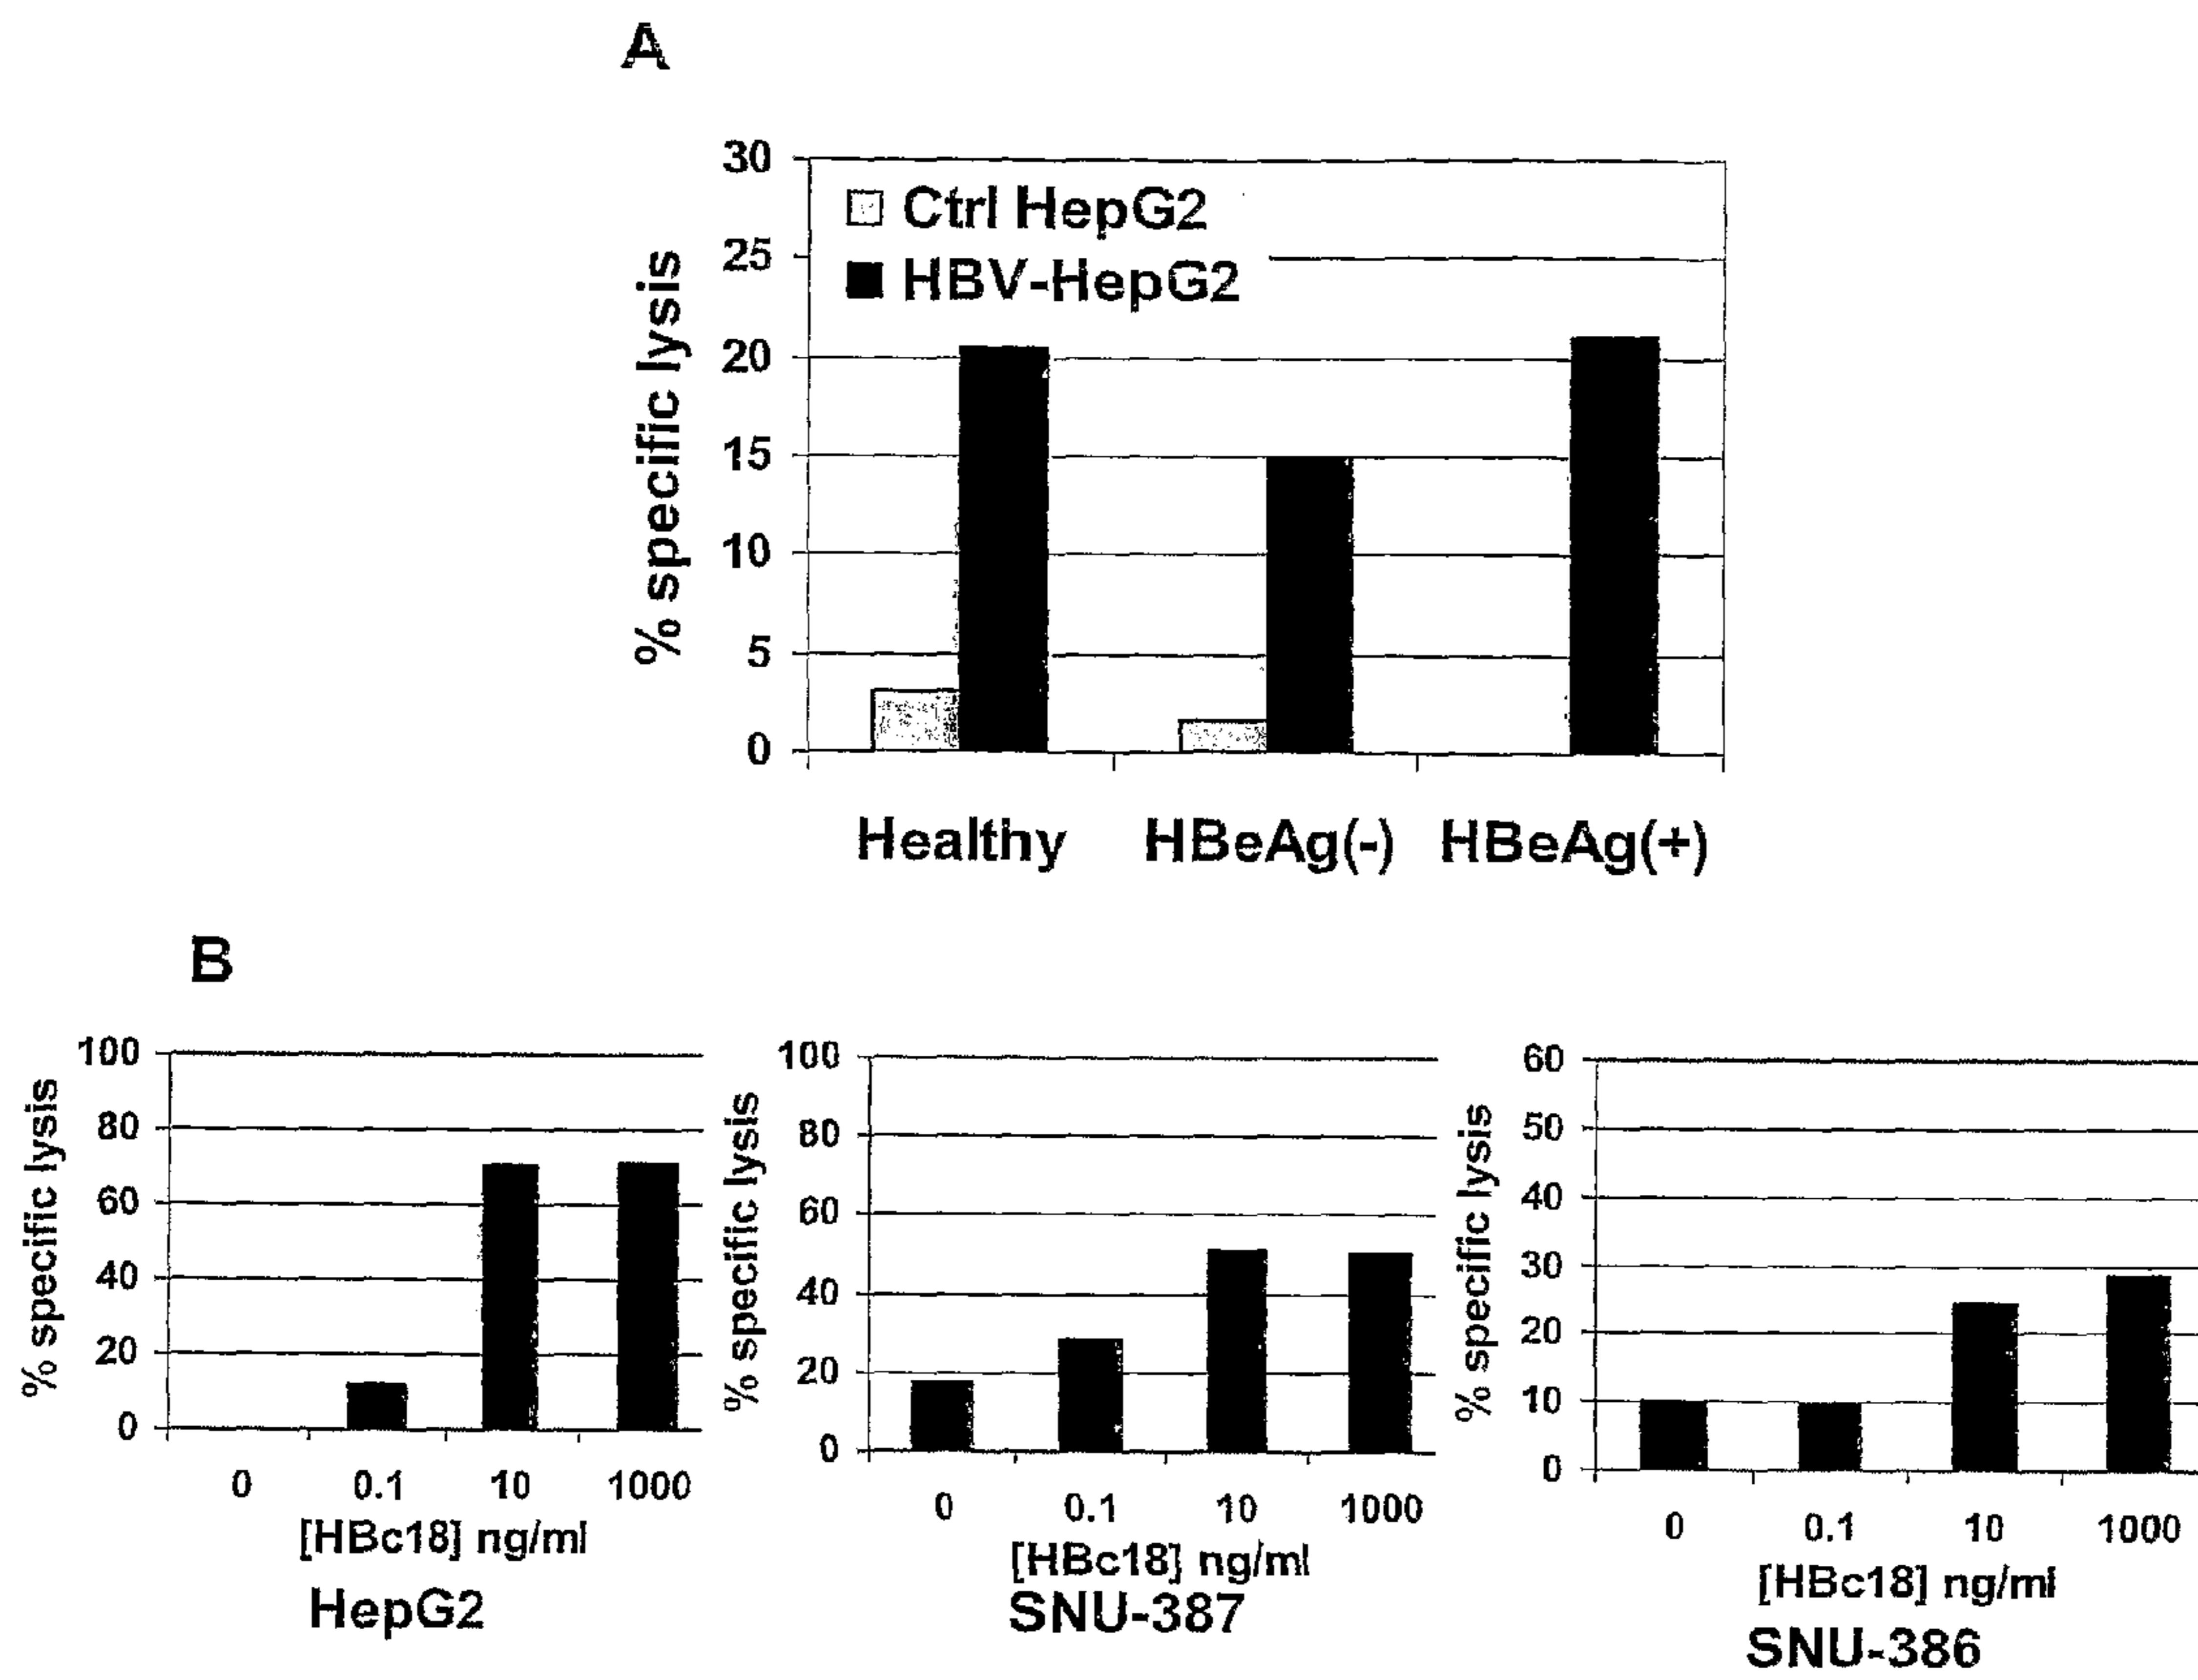 A
30
25
20
15
10
5
0
% specific lysis
Ctrl HepG2
HBV-HepG2
Healthy HBeAg(-) HBeAg(+)
B
100
80
60
40
20
0
% specific lysis
0 0.1 10 1000
[HBc18] ng/ml
HepG2
100
80
60
40
20
0
% specific lysis
0 0.1 10 1000
[HBc18] ng/ml
SNU-387
60
50
40
30
20
10
0
% specific lysis
0 0.1 10 1000
[HBc18] ng/ml
SNU-386